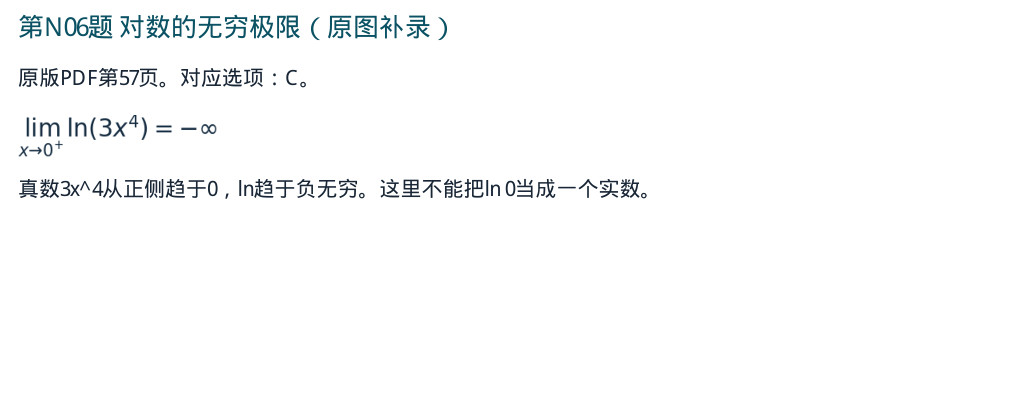 第N06题 对数的无穷极限（原图补录）
原版PDF第57页。对应选项：C。
lim ln(3x⁴) = −∞
x→0⁺
真数3x^4从正侧趋于0，ln趋于负无穷。这里不能把ln 0当成一个实数。